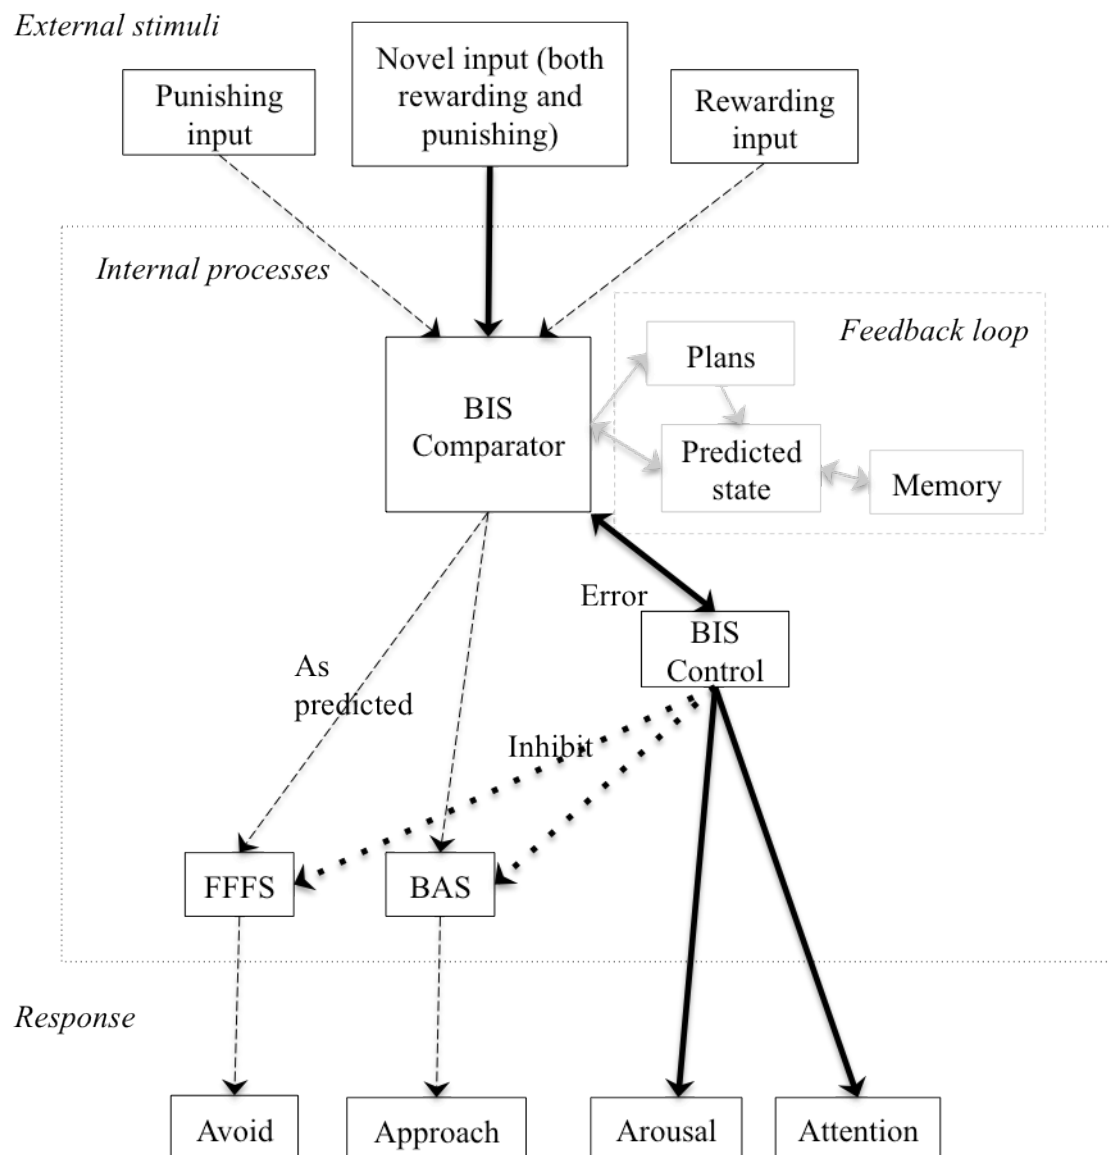 External stimuli
Punishing
input
Novel input (both
rewarding and
punishing)
Rewarding
input
Internal processes
Feedback loop
Plans
BIS
Comparator
Predicted
state
Memory
Error
BIS
Control
As
predicted
Inhibit
FFFS
BAS
Response
Avoid
Approach
Arousal
Attention